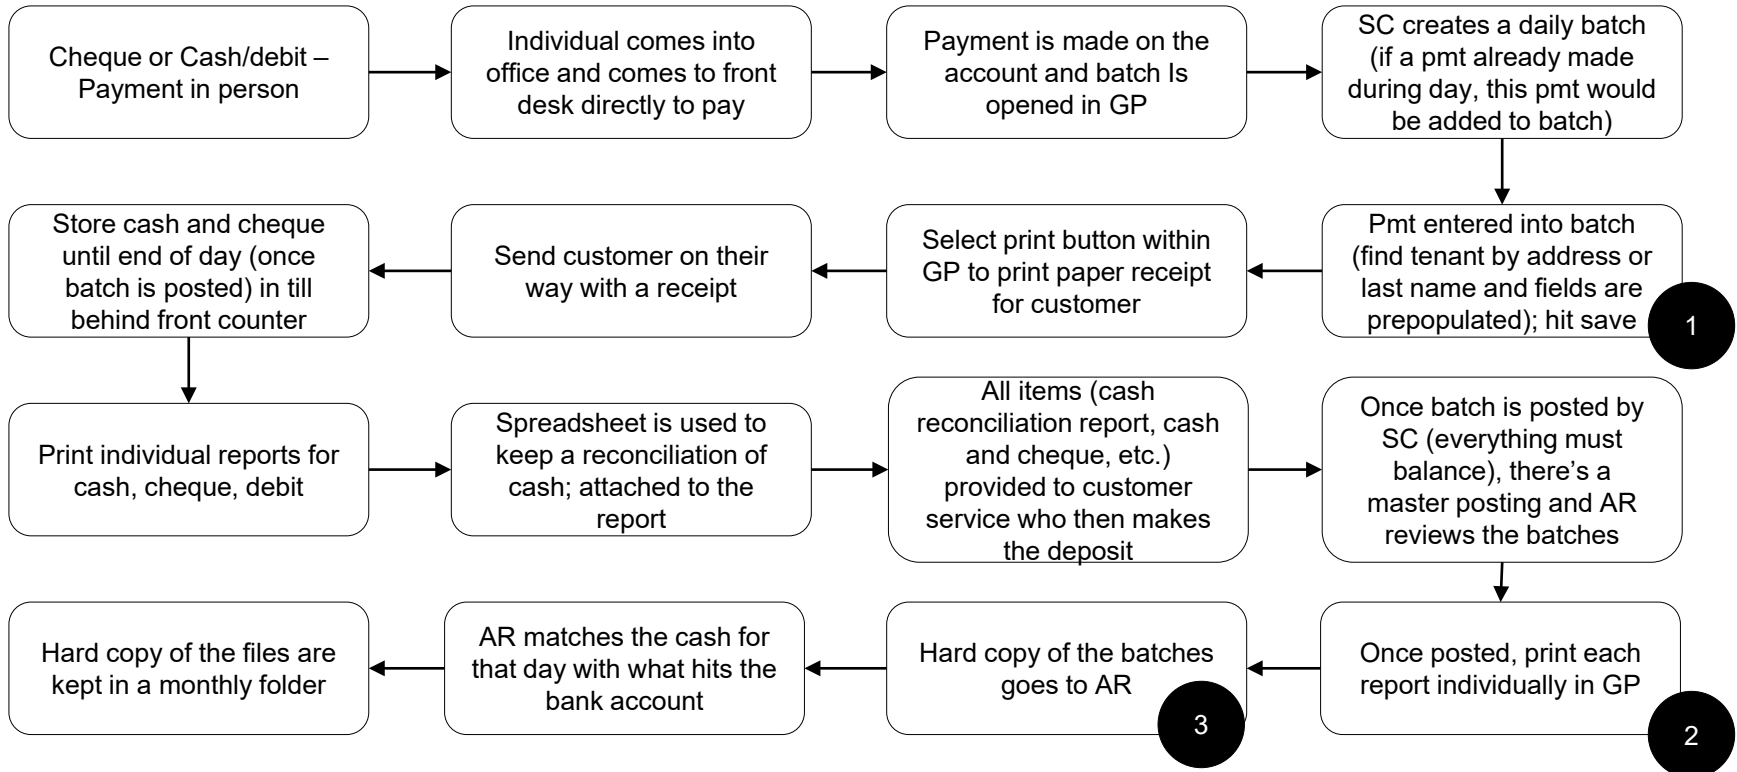 Cheque or Cash/debit –
Payment in person
Individual comes into
office and comes to front
desk directly to pay
Payment is made on the
account and batch Is
opened in GP
SC creates a daily batch
(if a pmt already made
during day, this pmt would
be added to batch)
Pmt entered into batch
(find tenant by address or
last name and fields are
prepopulated); hit save
1
Select print button within
GP to print paper receipt
for customer
Send customer on their
way with a receipt
Store cash and cheque
until end of day (once
batch is posted) in till
behind front counter
Print individual reports for
cash, cheque, debit
Spreadsheet is used to
keep a reconciliation of
cash; attached to the
report
All items (cash
reconciliation report, cash
and cheque, etc.)
provided to customer
service who then makes
the deposit
Once batch is posted by
SC (everything must
balance), there’s a
master posting and AR
reviews the batches
Once posted, print each
report individually in GP
2
Hard copy of the batches
goes to AR
3
AR matches the cash for
that day with what hits the
bank account
Hard copy of the files are
kept in a monthly folder